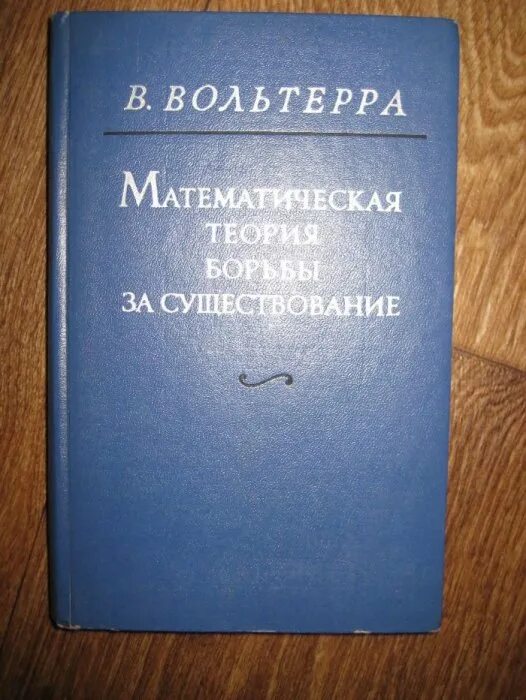 В. ВОЛЬТЕРРА
МАТЕМАТИЧЕСКАЯ
ТЕОРИЯ
БОРЬБЫ
ЗА СУЩЕСТВОВАНИЕ